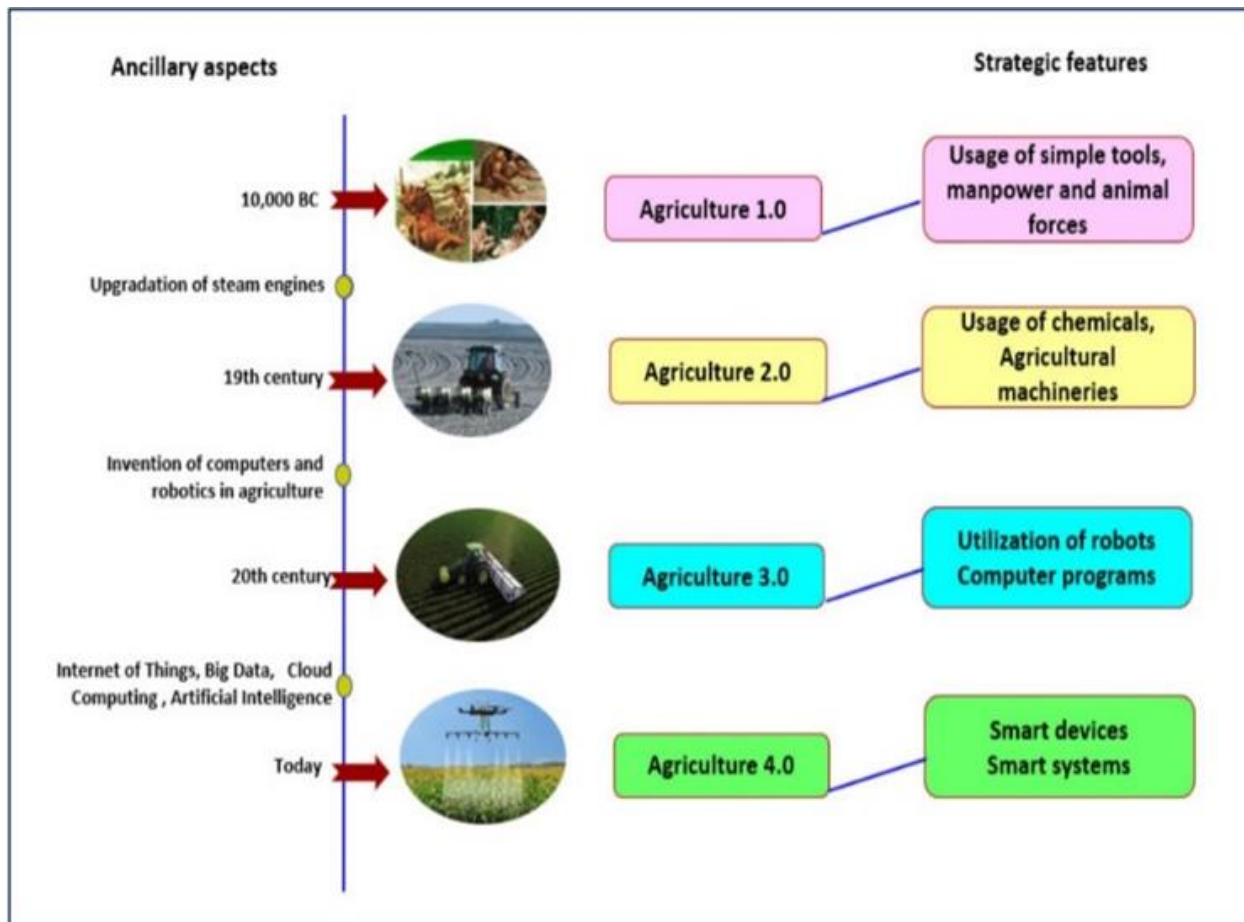 Ancillary aspects
Strategic features
10,000 BC
Agriculture 1.0
Usage of simple tools,
manpower and animal
forces
Upgradation of steam engines
19th century
Agriculture 2.0
Usage of chemicals,
Agricultural
machineries
Invention of computers and
robotics in agriculture
20th century
Agriculture 3.0
Utilization of robots
Computer programs
Internet of Things, Big Data, Cloud
Computing , Artificial Intelligence
Today
Agriculture 4.0
Smart devices
Smart systems